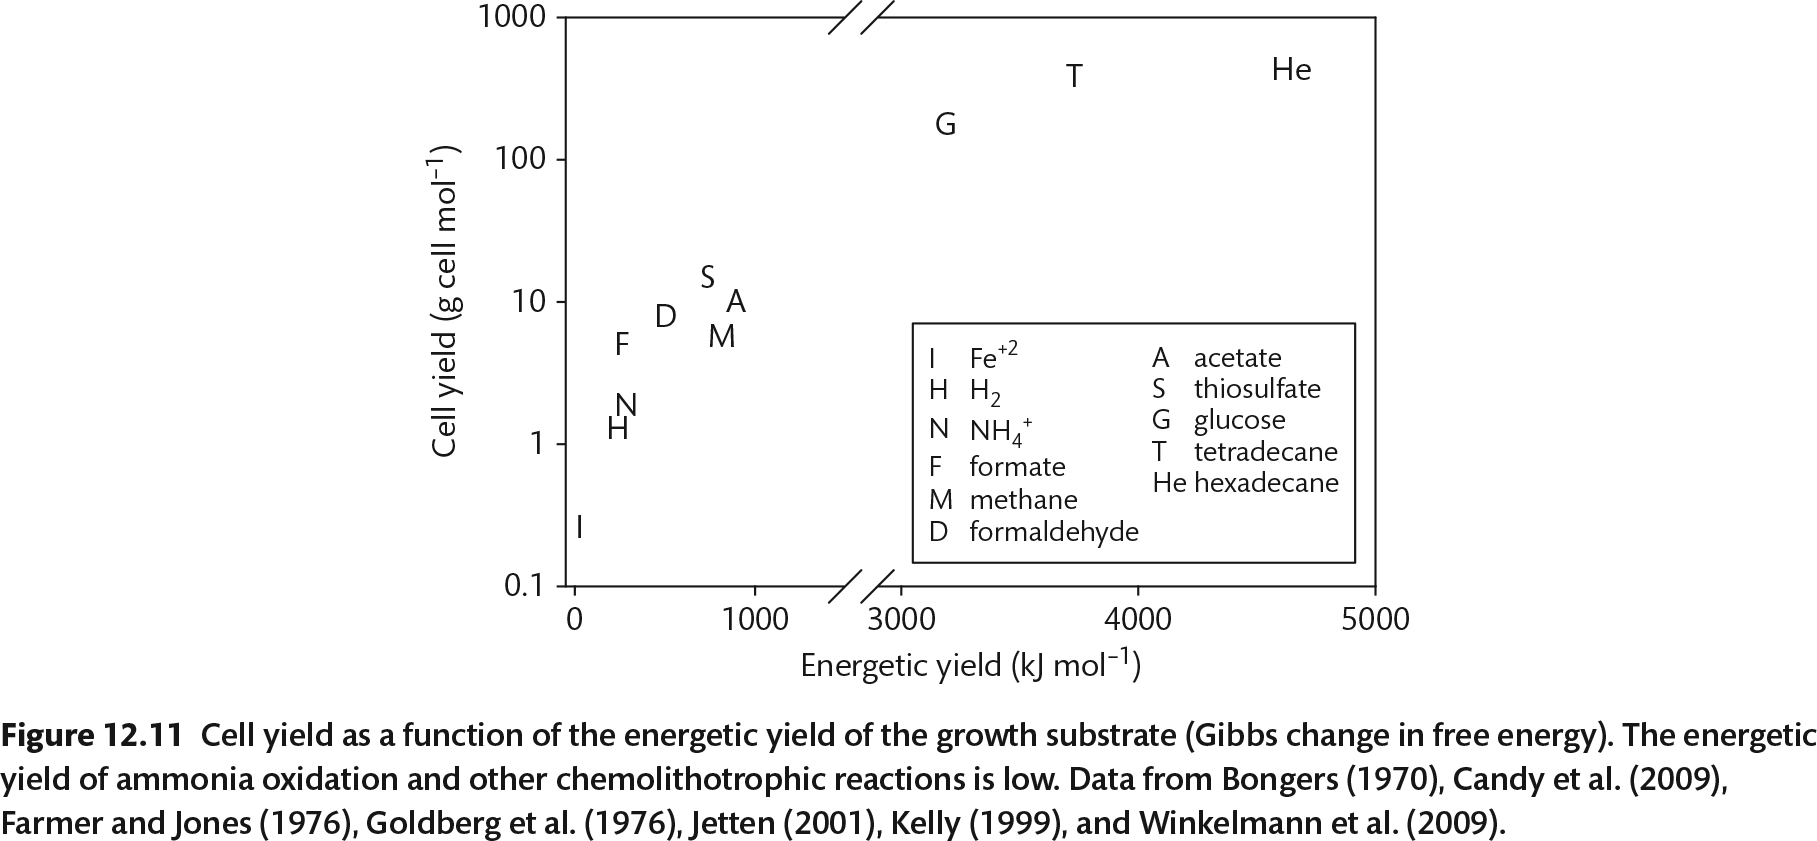 1000
100
10
1
0.1
Cell yield (g cell mol⁻¹)
He
T
G
S
A
D
M
F
N
H
I
I Fe⁺²
H H₂
N NH₄⁺
F formate
M methane
D formaldehyde
A acetate
S thiosulfate
G glucose
T tetradecane
He hexadecane
0 1000 3000 4000 5000
Energetic yield (kJ mol⁻¹)
Figure 12.11 Cell yield as a function of the energetic yield of the growth substrate (Gibbs change in free energy). The energetic
yield of ammonia oxidation and other chemolithotrophic reactions is low. Data from Bongers (1970), Candy et al. (2009),
Farmer and Jones (1976), Goldberg et al. (1976), Jetten (2001), Kelly (1999), and Winkelmann et al. (2009).